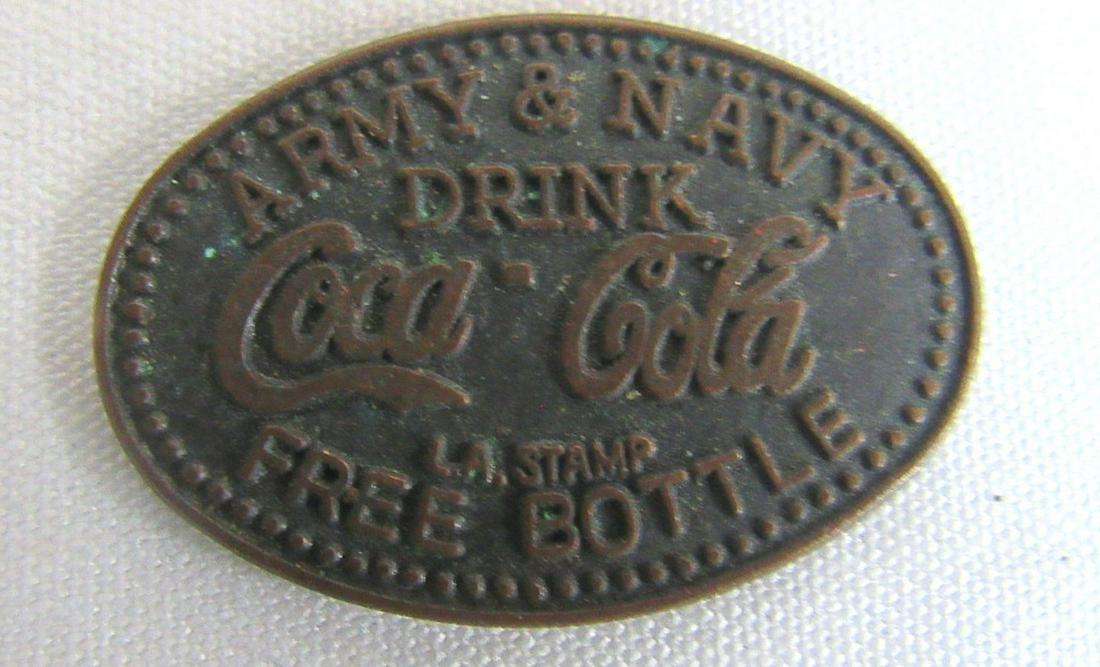 ARMY & NAVY
DRINK
Coca-Cola
L.A. STAMP
FREE BOTTLE